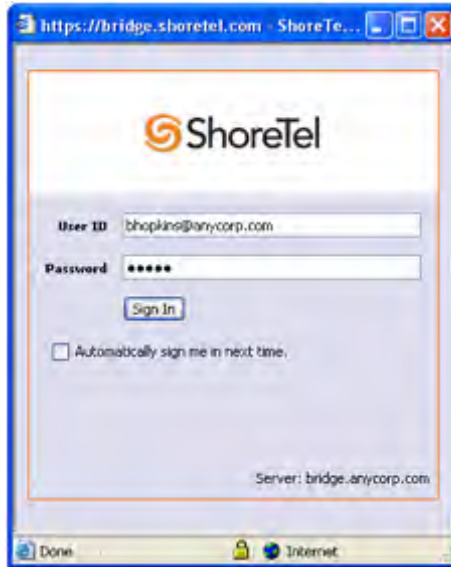 https://bridge.shoretel.com - ShoreTe...
ShoreTel
User ID bhopkins@anycorp.com
Password •••••
Sign In
Automatically sign me in next time.
Server: bridge.anycorp.com
Done Internet